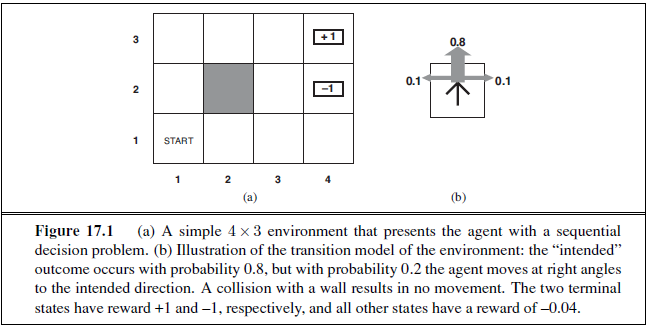 3
+1
0.8
2
–1
0.1
0.1
1
START
1 2 3 4
(a) (b)
Figure 17.1 (a) A simple 4 × 3 environment that presents the agent with a sequential
decision problem. (b) Illustration of the transition model of the environment: the “intended”
outcome occurs with probability 0.8, but with probability 0.2 the agent moves at right angles
to the intended direction. A collision with a wall results in no movement. The two terminal
states have reward +1 and –1, respectively, and all other states have a reward of –0.04.